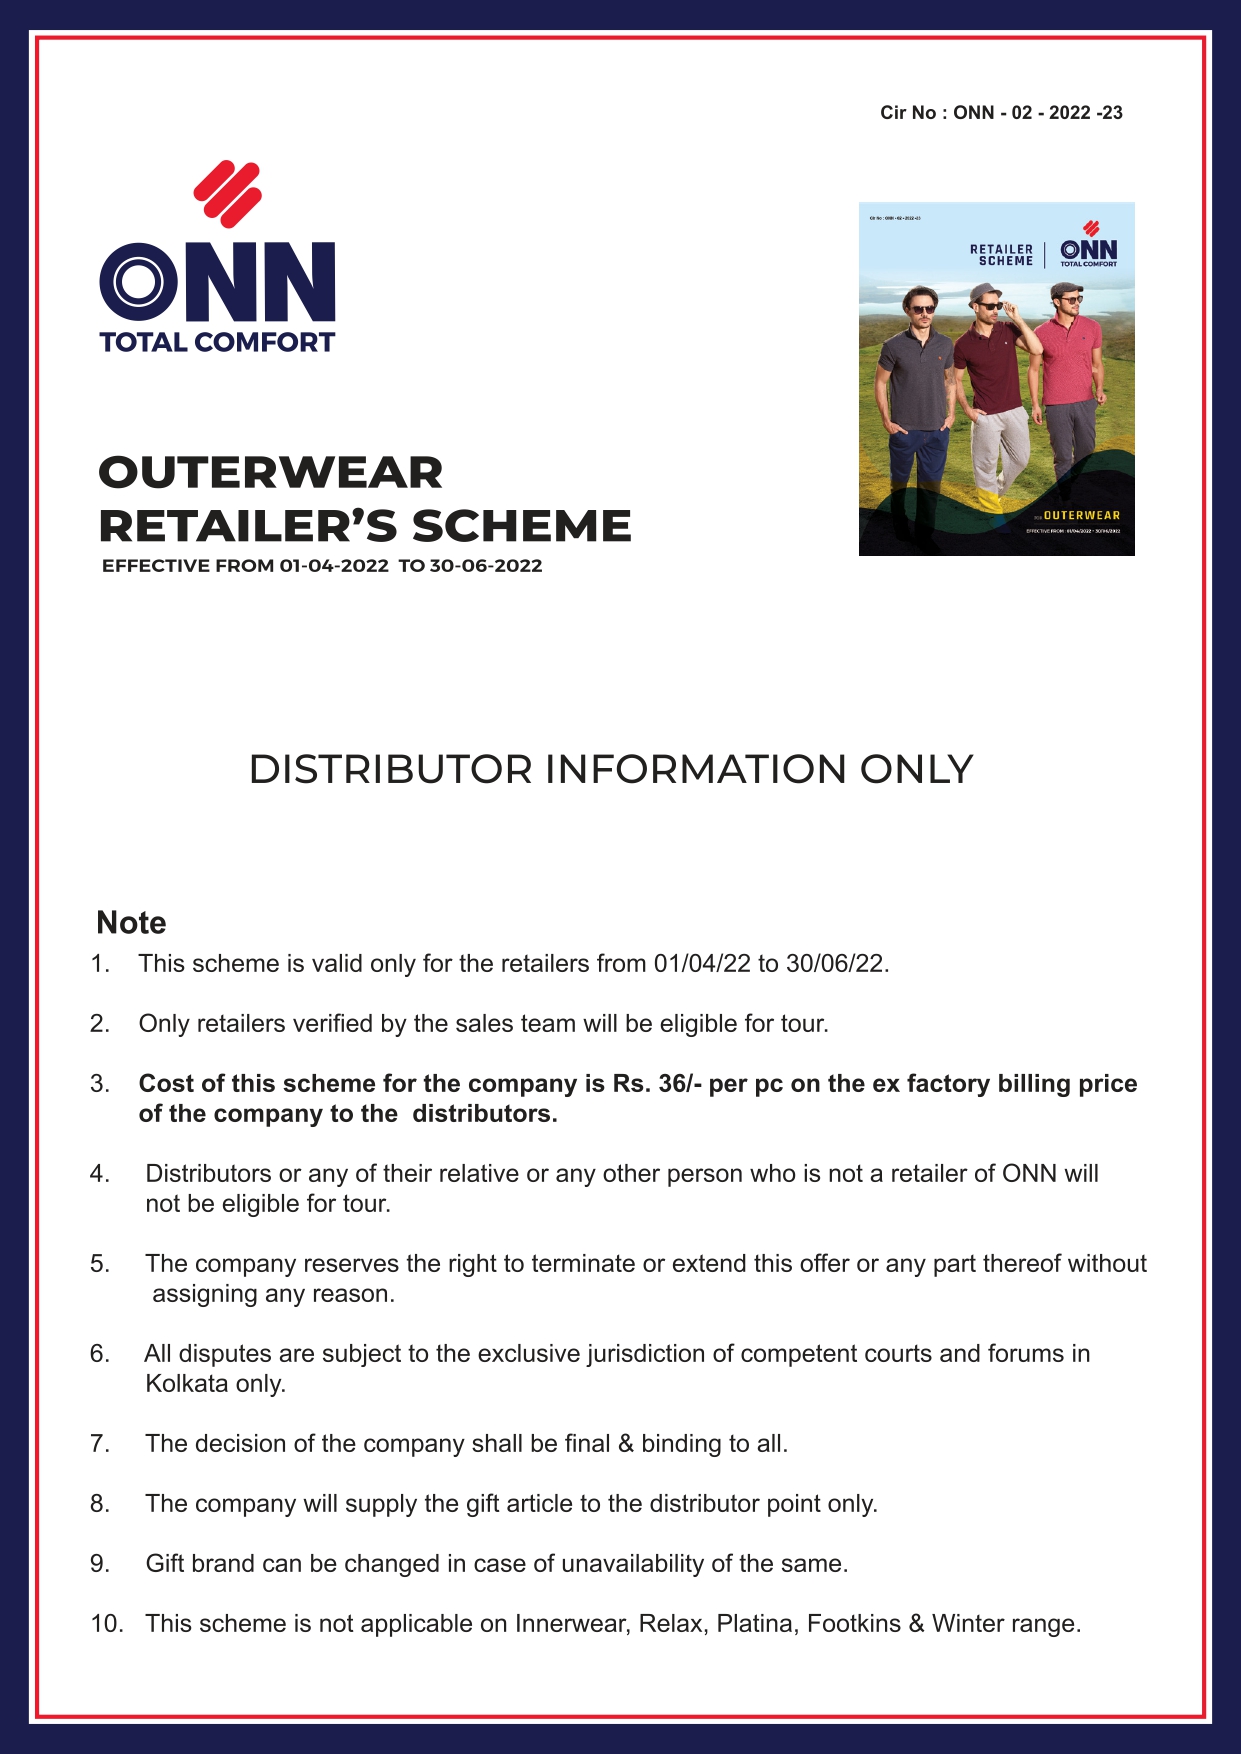 Cir No : ONN - 02 - 2022 -23
ONN
TOTAL COMFORT
Cir No : ONN - 02 - 2022 -23
RETAILER
SCHEME
ONN
TOTAL COMFORT
FOR OUTERWEAR
EFFECTIVE FROM : 01/04/2022 - 30/06/2022
OUTERWEAR
RETAILER’S SCHEME
EFFECTIVE FROM 01-04-2022 TO 30-06-2022
DISTRIBUTOR INFORMATION ONLY
Note
1. This scheme is valid only for the retailers from 01/04/22 to 30/06/22.
2. Only retailers verified by the sales team will be eligible for tour.
3. Cost of this scheme for the company is Rs. 36/- per pc on the ex factory billing price
of the company to the distributors.
4. Distributors or any of their relative or any other person who is not a retailer of ONN will
not be eligible for tour.
5. The company reserves the right to terminate or extend this offer or any part thereof without
assigning any reason.
6. All disputes are subject to the exclusive jurisdiction of competent courts and forums in
Kolkata only.
7. The decision of the company shall be final & binding to all.
8. The company will supply the gift article to the distributor point only.
9. Gift brand can be changed in case of unavailability of the same.
10. This scheme is not applicable on Innerwear, Relax, Platina, Footkins & Winter range.